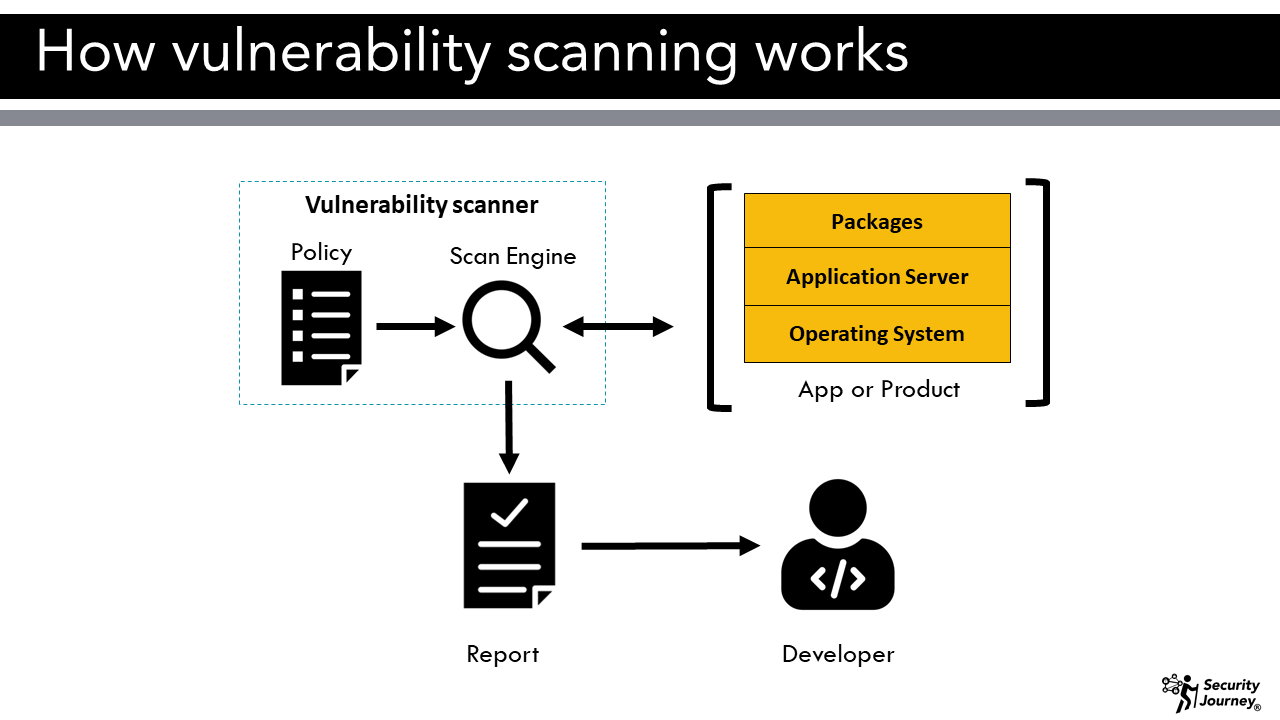 How vulnerability scanning works
Vulnerability scanner
Policy
Scan Engine
Packages
Application Server
Operating System
App or Product
</>
Report
Developer
Security
Journey®